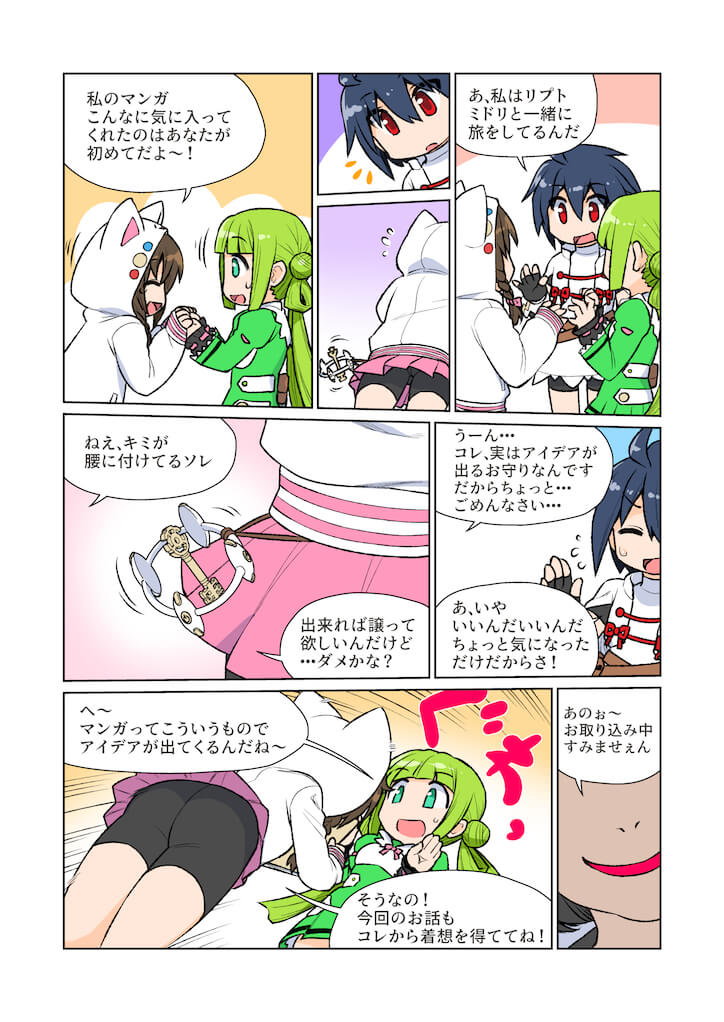 あ、私はリプト
ミドリと一緒に
旅をしてるんだ
私のマンガ
こんなに気に入って
くれたのはあなたが
初めてだよ〜！
ねえ、キミが
腰に付けてるソレ
出来れば譲って
欲しいんだけど
…ダメかな？
うーん…
コレ、実はアイデアが
出るお守りなんです
だからちょっと…
ごめんなさい…
あ、いや
いいんだいいんだ
ちょっと気になった
だけだからさ！
へ〜
マンガってこういうもので
アイデアが出てくるんだね〜
ぐぃっ
そうなの！
今回のお話も
コレから着想を得ててね！
あのぉ〜
お取り込み中
すみませぇん